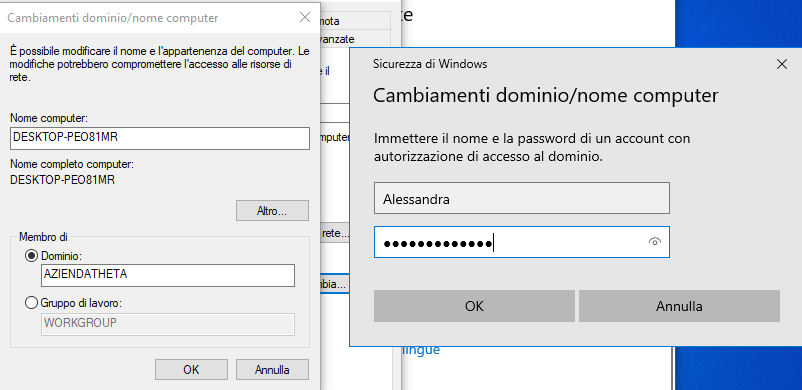 Cambiamenti dominio/nome computer
È possibile modificare il nome e l'appartenenza del computer. Le
modifiche potrebbero compromettere l'accesso alle risorse di
rete.
Nome computer:
DESKTOP-PEO81MR
Nome completo computer:
DESKTOP-PEO81MR
Altro...
Membro di
Dominio:
AZIENDATHETA
Gruppo di lavoro:
WORKGROUP
OK
Annulla
mota
avanzate
e il
omputer
rete...
mbia...
te
Sicurezza di Windows
Cambiamenti dominio/nome computer
Immettere il nome e la password di un account con
autorizzazione di accesso al dominio.
Alessandra
●●●●●●●●●●●●●
OK
Annulla
lingue